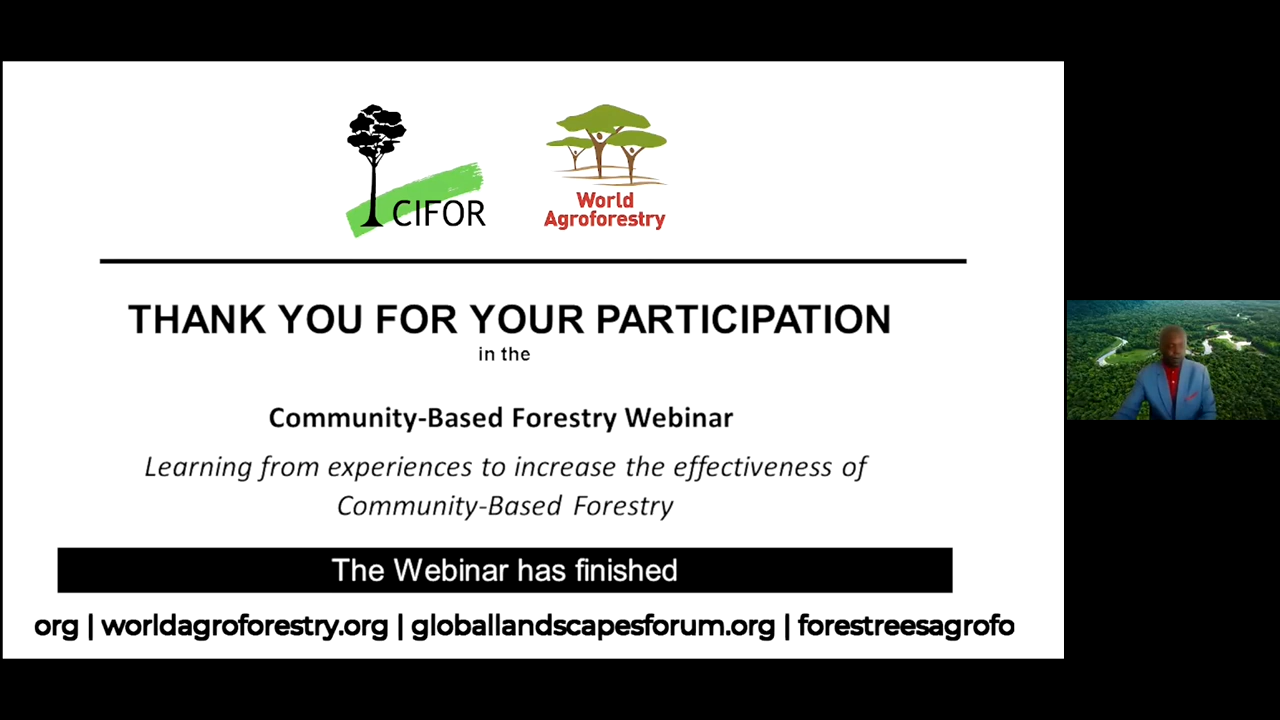 CIFOR
World
Agroforestry
THANK YOU FOR YOUR PARTICIPATION
in the
Community-Based Forestry Webinar
Learning from experiences to increase the effectiveness of
Community-Based Forestry
The Webinar has finished
org | worldagroforestry.org | globallandscapesforum.org | forestreesagrofo